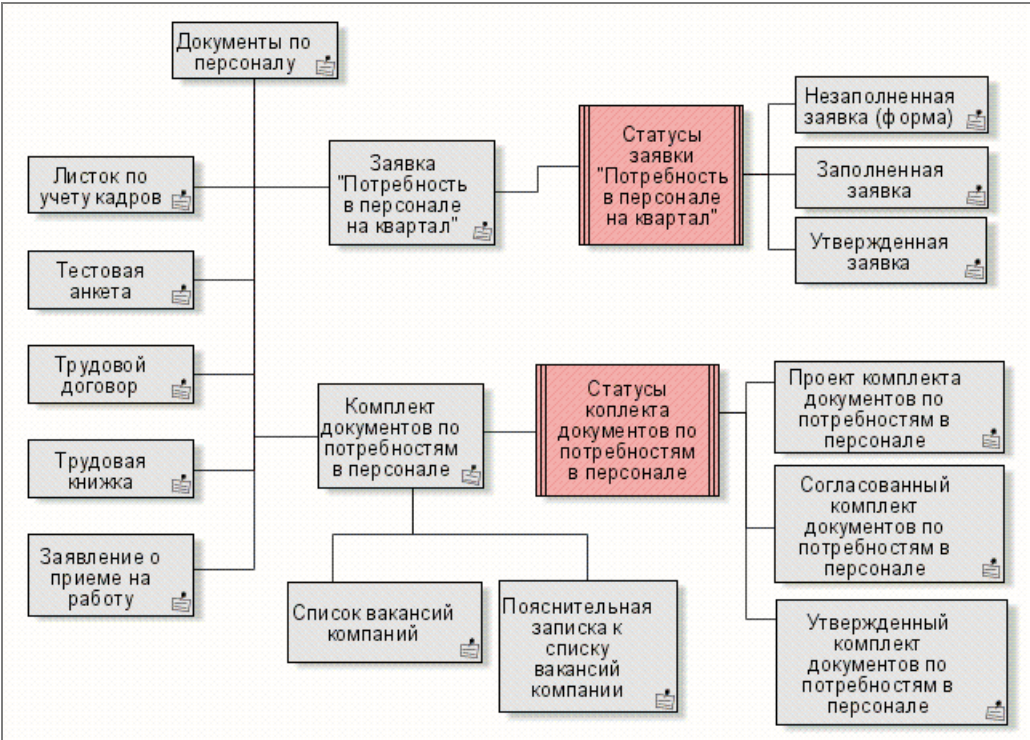 Документы по
персоналу
Листок по
учету кадров
Тестовая
анкета
Трудовой
договор
Трудовая
книжка
Заявление о
приеме на
работу
Заявка
"Потребность
в персонале
на квартал"
Статусы
заявки
"Потребность
в персонале
на квартал"
Незаполненная
заявка (форма)
Заполненная
заявка
Утвержденная
заявка
Комплект
документов по
потребностям
в персонале
Статусы
коплекта
документов по
потребностям
в персонале
Проект комплекта
документов по
потребностям в
персонале
Согласованный
комплект
документов по
потребностям в
персонале
Утвержденный
комплект
документов по
потребностям в
персонале
Список вакансий
компаний
Пояснительная
записка к
списку
вакансий
компании